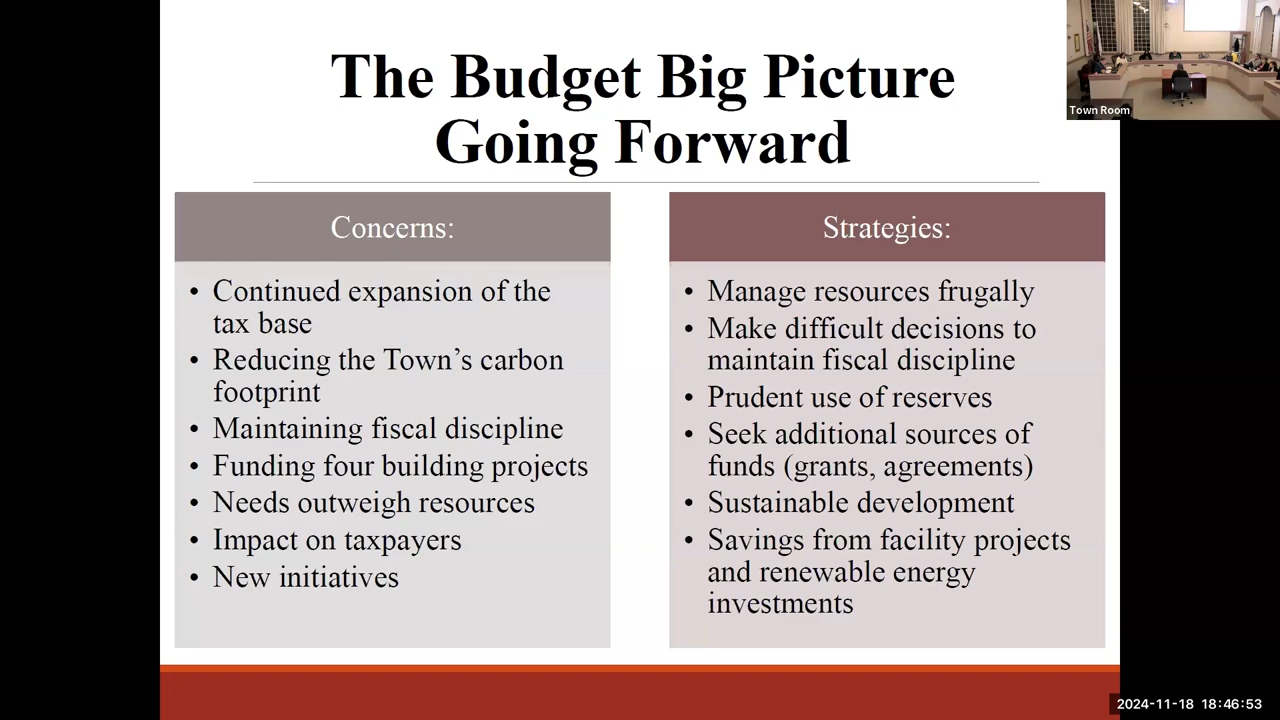 The Budget Big Picture
Going Forward
Town Room
Concerns:
• Continued expansion of the
tax base
• Reducing the Town’s carbon
footprint
• Maintaining fiscal discipline
• Funding four building projects
• Needs outweigh resources
• Impact on taxpayers
• New initiatives
Strategies:
• Manage resources frugally
• Make difficult decisions to
maintain fiscal discipline
• Prudent use of reserves
• Seek additional sources of
funds (grants, agreements)
• Sustainable development
• Savings from facility projects
and renewable energy
investments
2024-11-18 18:46:53